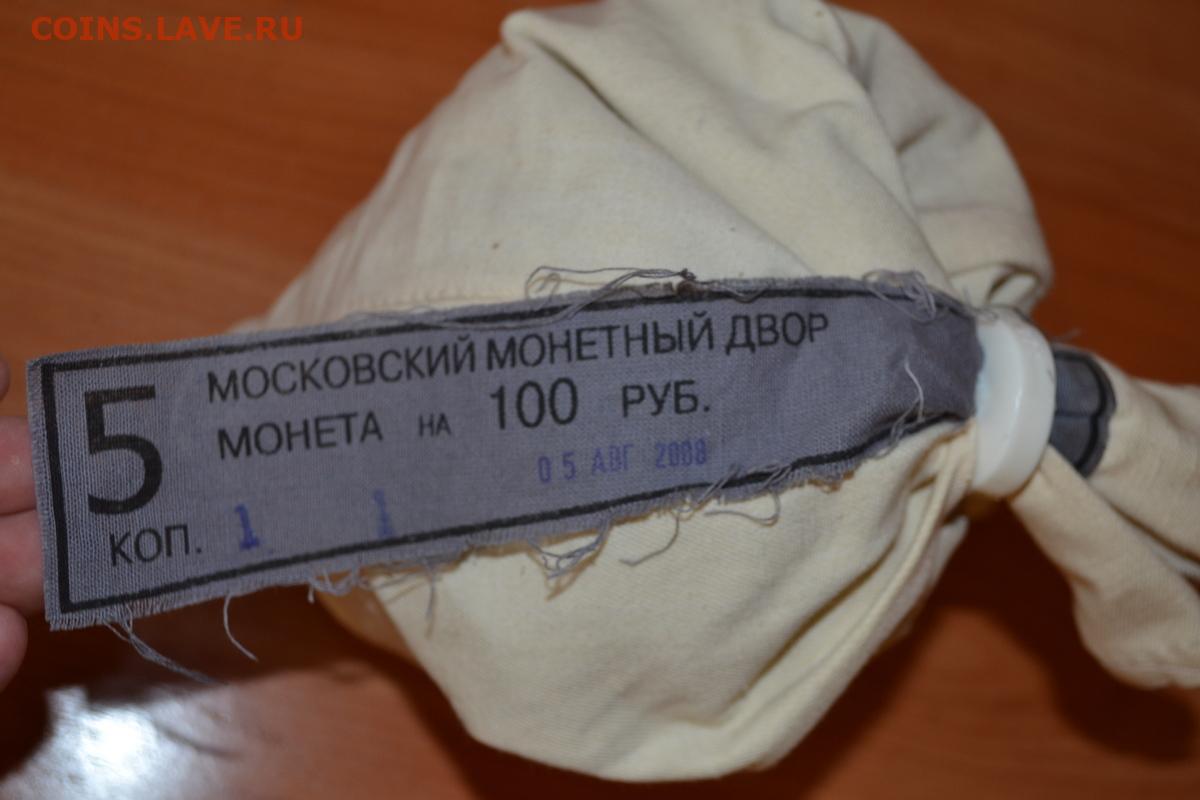 COINS.LAVE.RU
МОСКОВСКИЙ МОНЕТНЫЙ ДВОР
5 МОНЕТА НА 100 РУБ.
05 АВГ 2008
КОП. 1 1